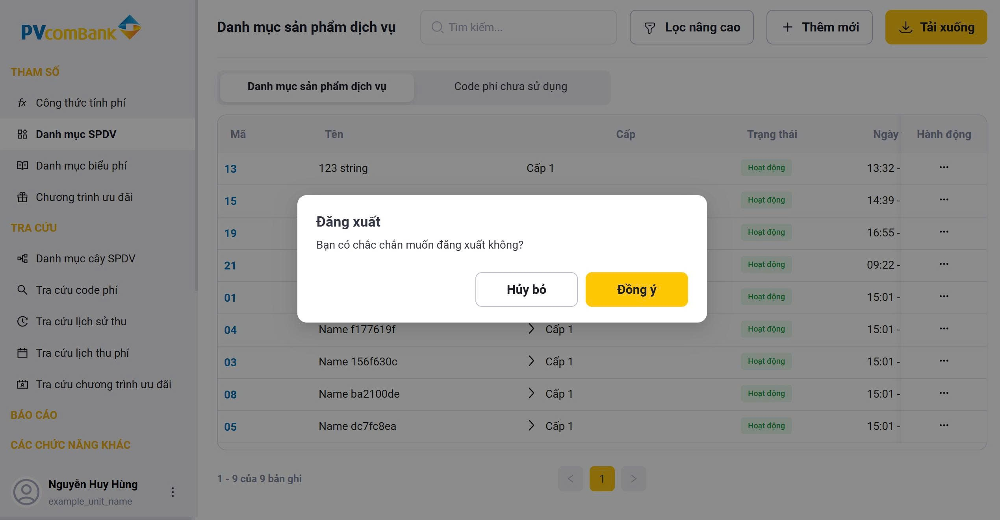 PVcomBank
Danh mục sản phẩm dịch vụ
Tìm kiếm...
Lọc nâng cao
Thêm mới
Tải xuống
THAM SỐ
Công thức tính phí
Danh mục SPDV
Danh mục biểu phí
Chương trình ưu đãi
TRA CỨU
Danh mục cây SPDV
Tra cứu code phí
Tra cứu lịch sử thu
Tra cứu lịch thu phí
Tra cứu chương trình ưu đãi
BÁO CÁO
CÁC CHỨC NĂNG KHÁC
Nguyễn Huy Hùng
example_unit_name
Danh mục sản phẩm dịch vụ
Code phí chưa sử dụng
Mã Tên Cấp Trạng thái Ngày Hành động
13 123 string Cấp 1 Hoạt động 13:32 -
15 Hoạt động 14:39 -
19 Hoạt động 16:55 -
21 Hoạt động 09:22 -
01 Hoạt động 15:01 -
04 Name f177619f Cấp 1 Hoạt động 15:01 -
03 Name 156f630c Cấp 1 Hoạt động 15:01 -
08 Name ba2100de Cấp 1 Hoạt động 15:01 -
05 Name dc7fc8ea Cấp 1 Hoạt động 15:01 -
Đăng xuất
Bạn có chắc chắn muốn đăng xuất không?
Hủy bỏ
Đồng ý
1 - 9 của 9 bản ghi
1